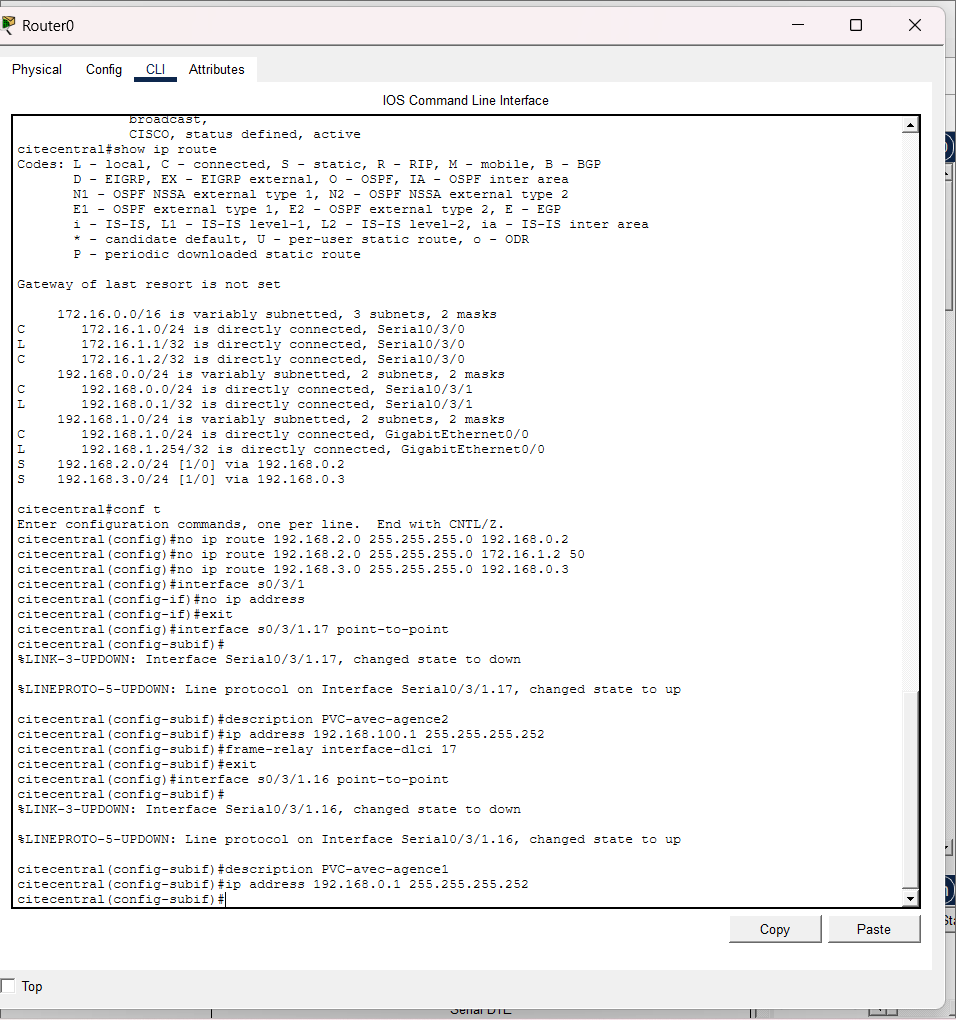 Router0
Physical Config CLI Attributes
IOS Command Line Interface
broadcast,
CISCO, status defined, active
citecentral#show ip route
Codes: L - local, C - connected, S - static, R - RIP, M - mobile, B - BGP
D - EIGRP, EX - EIGRP external, O - OSPF, IA - OSPF inter area
N1 - OSPF NSSA external type 1, N2 - OSPF NSSA external type 2
E1 - OSPF external type 1, E2 - OSPF external type 2, E - EGP
i - IS-IS, L1 - IS-IS level-1, L2 - IS-IS level-2, ia - IS-IS inter area
* - candidate default, U - per-user static route, o - ODR
P - periodic downloaded static route
Gateway of last resort is not set
172.16.0.0/16 is variably subnetted, 3 subnets, 2 masks
C 172.16.1.0/24 is directly connected, Serial0/3/0
L 172.16.1.1/32 is directly connected, Serial0/3/0
C 172.16.1.2/32 is directly connected, Serial0/3/0
192.168.0.0/24 is variably subnetted, 2 subnets, 2 masks
C 192.168.0.0/24 is directly connected, Serial0/3/1
L 192.168.0.1/32 is directly connected, Serial0/3/1
192.168.1.0/24 is variably subnetted, 2 subnets, 2 masks
C 192.168.1.0/24 is directly connected, GigabitEthernet0/0
L 192.168.1.254/32 is directly connected, GigabitEthernet0/0
S 192.168.2.0/24 [1/0] via 192.168.0.2
S 192.168.3.0/24 [1/0] via 192.168.0.3
citecentral#conf t
Enter configuration commands, one per line. End with CNTL/Z.
citecentral(config)#no ip route 192.168.2.0 255.255.255.0 192.168.0.2
citecentral(config)#no ip route 192.168.2.0 255.255.255.0 172.16.1.2 50
citecentral(config)#no ip route 192.168.3.0 255.255.255.0 192.168.0.3
citecentral(config)#interface s0/3/1
citecentral(config-if)#no ip address
citecentral(config-if)#exit
citecentral(config)#interface s0/3/1.17 point-to-point
citecentral(config-subif)#
%LINK-3-UPDOWN: Interface Serial0/3/1.17, changed state to down
%LINEPROTO-5-UPDOWN: Line protocol on Interface Serial0/3/1.17, changed state to up
citecentral(config-subif)#description PVC-avec-agence2
citecentral(config-subif)#ip address 192.168.100.1 255.255.255.252
citecentral(config-subif)#frame-relay interface-dlci 17
citecentral(config-subif)#exit
citecentral(config)#interface s0/3/1.16 point-to-point
citecentral(config-subif)#
%LINK-3-UPDOWN: Interface Serial0/3/1.16, changed state to down
%LINEPROTO-5-UPDOWN: Line protocol on Interface Serial0/3/1.16, changed state to up
citecentral(config-subif)#description PVC-avec-agence1
citecentral(config-subif)#ip address 192.168.0.1 255.255.255.252
citecentral(config-subif)#
Copy Paste
Top
Serial DTE